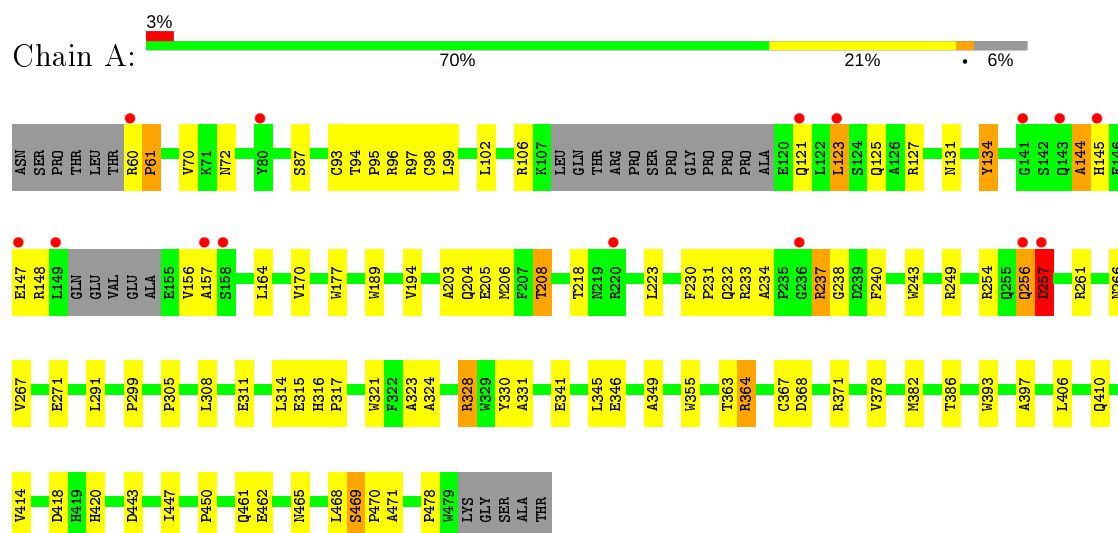 3%
Chain A:
70% 21% • 6%
ASN SER PRO THR LEU THR R60 P61 V70 K71 N72 Y80 S87 C93 T94 P95 R96 R97 C98 L99 L102 R106 K107 LEU GLN THR ARG PRO SER PRO GLY PRO PRO PRO ALA E120 Q121 L122 L123 S124 Q125 A126 R127 N131 Y134 G141 S142 Q143 A144 H145 E146
E147 R148 L149 GLN GLU VAL GLU ALA E155 V156 A157 S158 L164 V170 W177 W189 V194 A203 Q204 E205 M206 F207 T208 T218 N219 R220 L223 F230 P231 Q232 R233 A234 P235 G236 R237 G238 D239 F240 W243 R249 R254 Q255 Q256 D257 R261 N266
V267 E271 L291 P299 P305 L308 E311 L314 E315 H316 P317 W321 F322 A323 A324 R328 W329 Y330 A331 E341 L345 E346 A349 W355 T363 R364 C367 D368 R371 V378 M382 T386 W393 A397 L406 Q410
V414 D418 H419 H420 D443 I447 P450 Q461 E462 N465 L468 S469 P470 A471 P478 W479 LYS GLY SER ALA THR